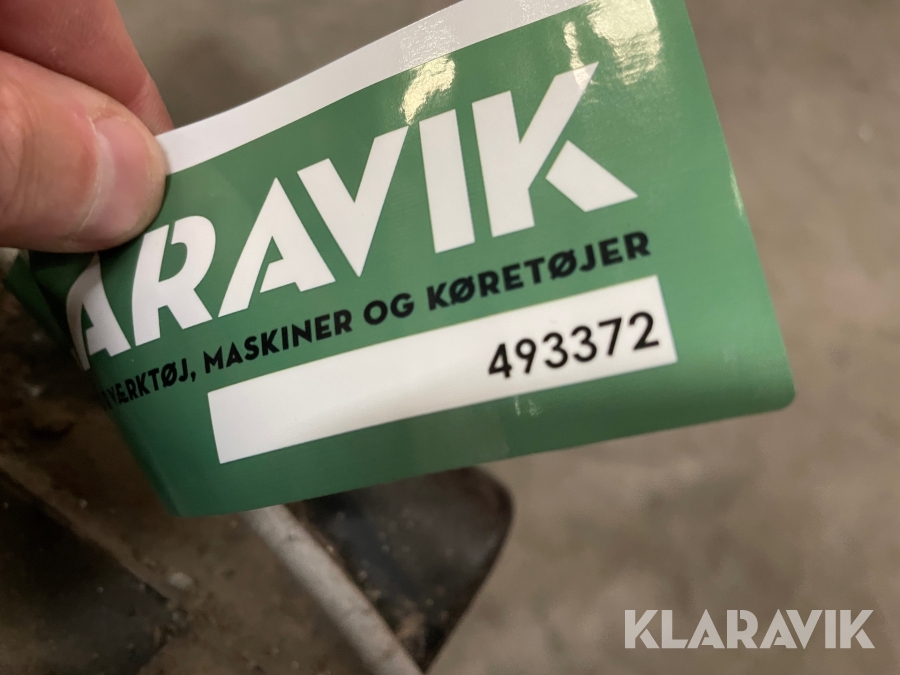 ARAVIK
VÆRKTØJ, MASKINER OG KØRETØJER
493372
KLARAVIK